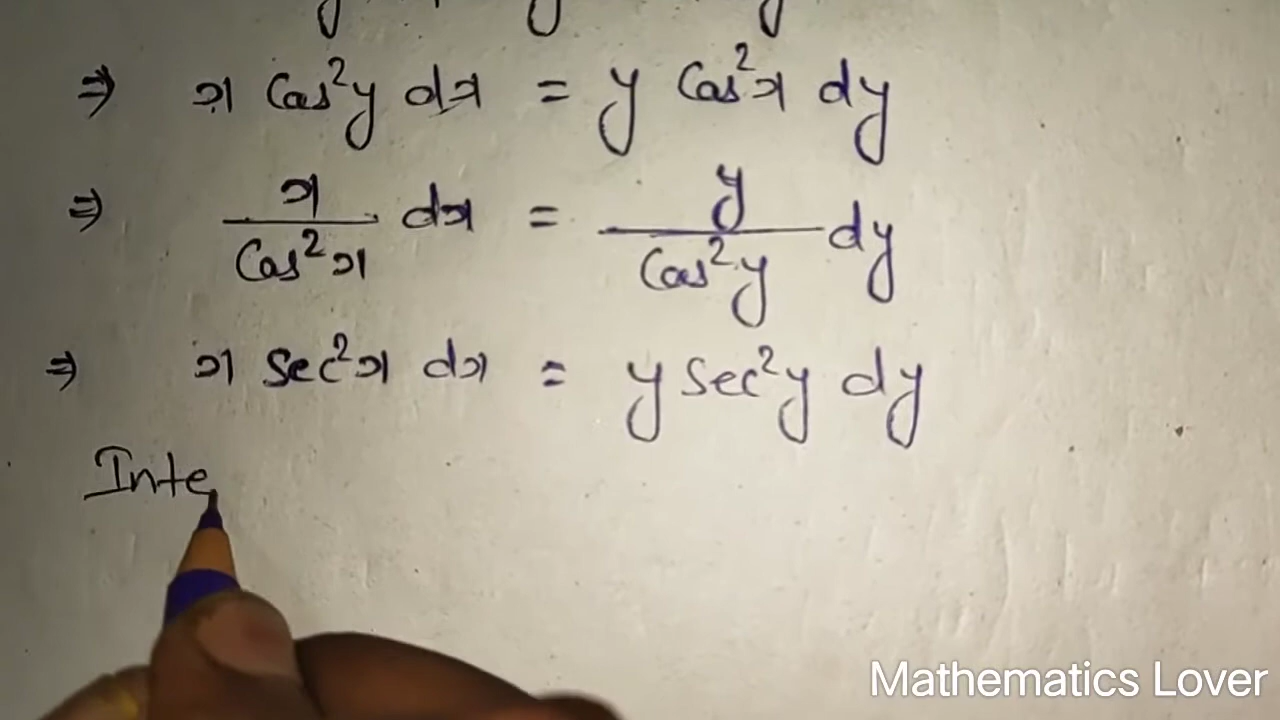 ⇒ x Cos²y dx = y Cos²x dy
⇒ x/Cos²x dx = y/Cos²y dy
⇒ x Sec²x dx = y Sec²y dy
Inte
Mathematics Lover